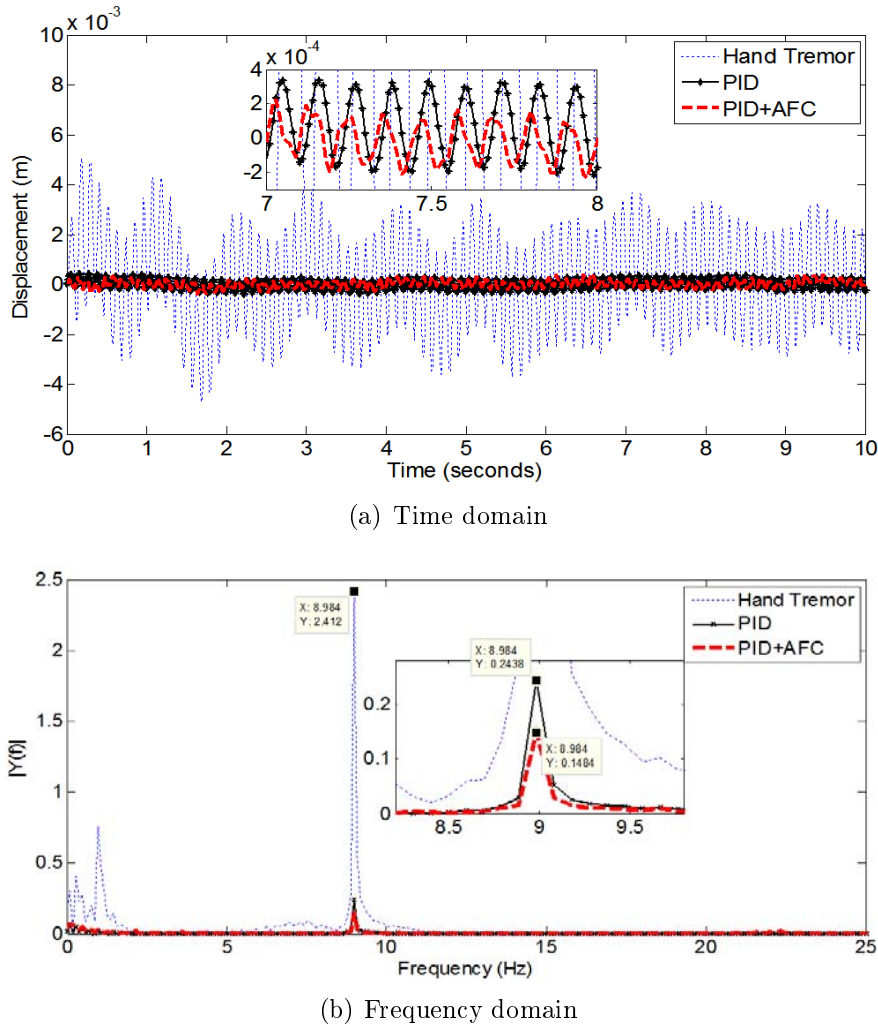 10 x 10-3
8
6
4
2
0
-2
-4
-6
Displacement (m)
0 1 2 3 4 5 6 7 8 9 10
Time (seconds)
4 x 10-4
2
0
-2
7 7.5 8
Hand Tremor
PID
PID+AFC
(a) Time domain
2.5
2
1.5
1
0.5
0
|Y(f)|
0 5 10 15 20 25
Frequency (Hz)
X: 8.984
Y: 2.412
X: 8.984
Y: 0.2438
X: 8.984
Y: 0.1484
0.2
0.1
0
8.5 9 9.5
Hand Tremor
PID
PID+AFC
(b) Frequency domain